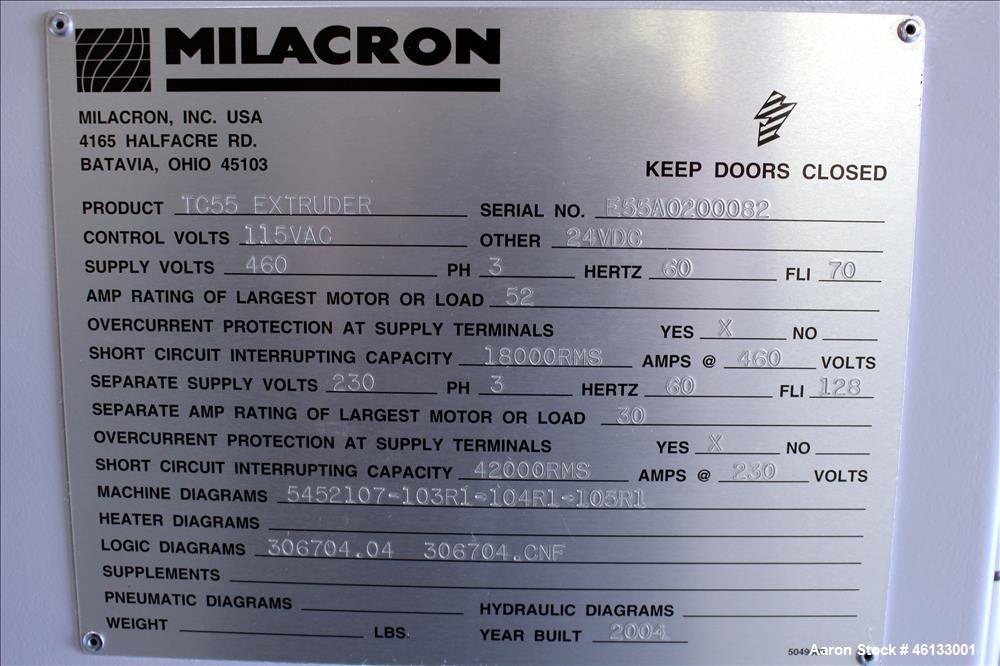 MILACRON
MILACRON, INC. USA
4165 HALFACRE RD.
BATAVIA, OHIO 45103
KEEP DOORS CLOSED
PRODUCT TC55 EXTRUDER SERIAL NO. E55A0200082
CONTROL VOLTS 115VAC OTHER 24VDC
SUPPLY VOLTS 460 PH 3 HERTZ 60 FLI 70
AMP RATING OF LARGEST MOTOR OR LOAD 52
OVERCURRENT PROTECTION AT SUPPLY TERMINALS YES X NO
SHORT CIRCUIT INTERRUPTING CAPACITY 18000RMS AMPS @ 460 VOLTS
SEPARATE SUPPLY VOLTS 230 PH 3 HERTZ 60 FLI 128
SEPARATE AMP RATING OF LARGEST MOTOR OR LOAD 30
OVERCURRENT PROTECTION AT SUPPLY TERMINALS YES X NO
SHORT CIRCUIT INTERRUPTING CAPACITY 42000RMS AMPS @ 230 VOLTS
MACHINE DIAGRAMS 5452107-103R1-104R1-105R1
HEATER DIAGRAMS
LOGIC DIAGRAMS 306704.04 306704.CNF
SUPPLEMENTS
PNEUMATIC DIAGRAMS HYDRAULIC DIAGRAMS
WEIGHT LBS. YEAR BUILT 2004
Aaron Stock # 46133001